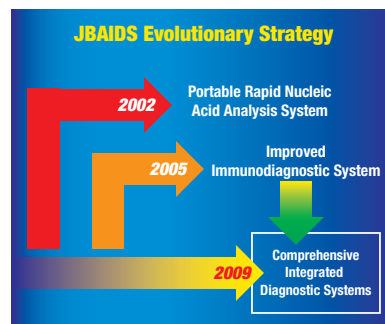 JBAIDS Evolutionary Strategy
2002
Portable Rapid Nucleic
Acid Analysis System
2005
Improved
Immunodiagnostic System
2009
Comprehensive
Integrated
Diagnostic Systems